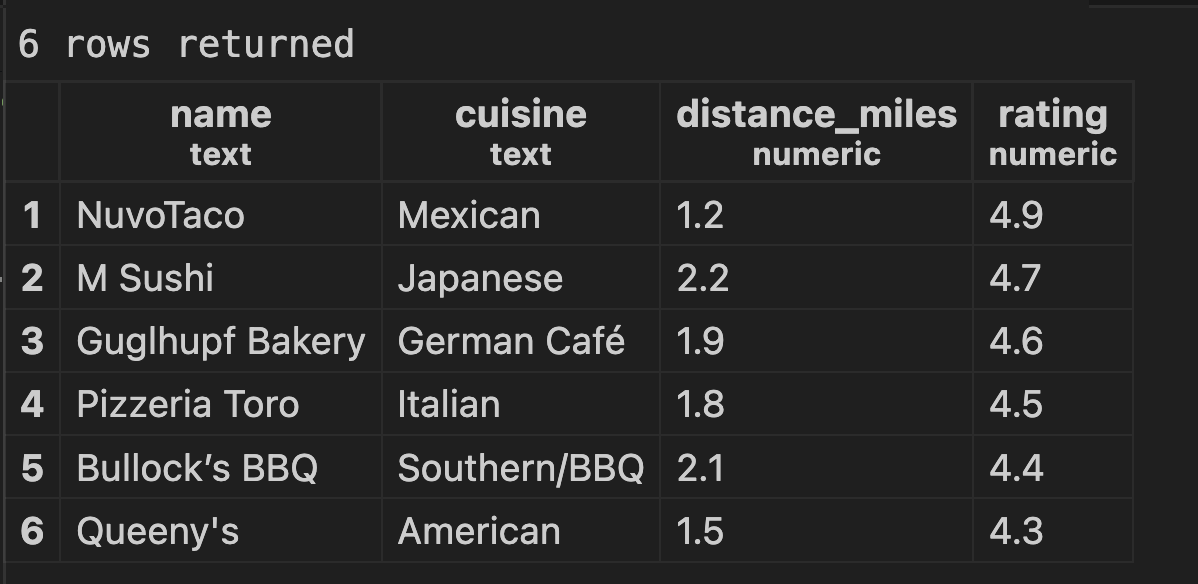 6 rows returned
name cuisine distance_miles rating
text text numeric numeric
1 NuvoTaco Mexican 1.2 4.9
2 M Sushi Japanese 2.2 4.7
3 Guglhupf Bakery German Café 1.9 4.6
4 Pizzeria Toro Italian 1.8 4.5
5 Bullock’s BBQ Southern/BBQ 2.1 4.4
6 Queeny's American 1.5 4.3